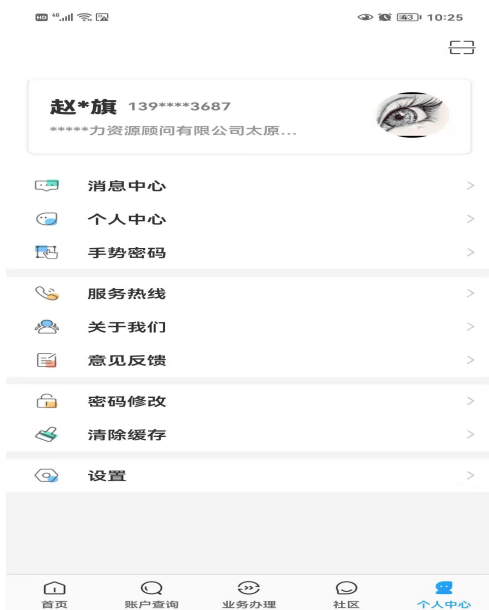 HD 46 43 10:25
赵*旗 139****3687
*****力资源顾问有限公司太原...
消息中心
个人中心
手势密码
服务热线
关于我们
意见反馈
密码修改
清除缓存
设置
首页 账户查询 业务办理 社区 个人中心